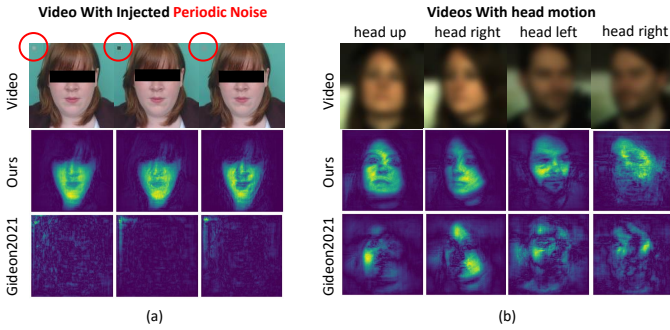 Video With Injected Periodic Noise
Video
Ours
Gideon2021
(a)
Videos With head motion
head up head right head left head right
Video
Ours
Gideon2021
(b)